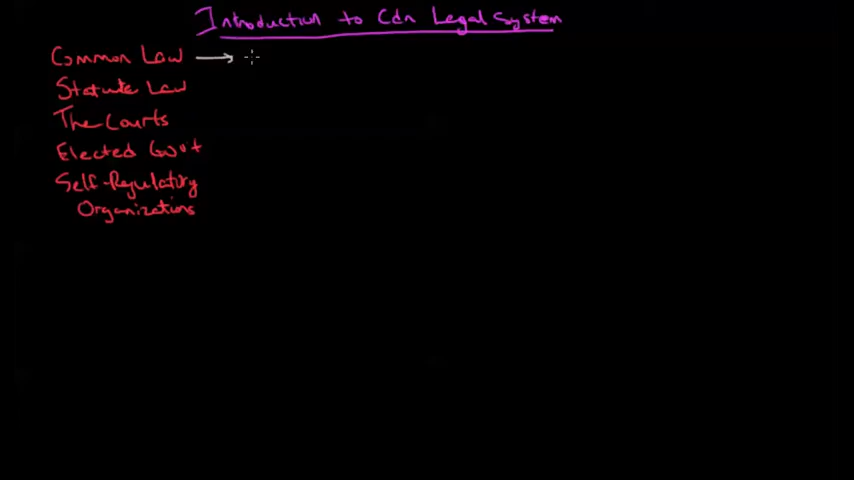 Introduction to Cdn Legal System
Common Law →
Statute Law
The Courts
Elected Gov't
Self-Regulatory
Organizations